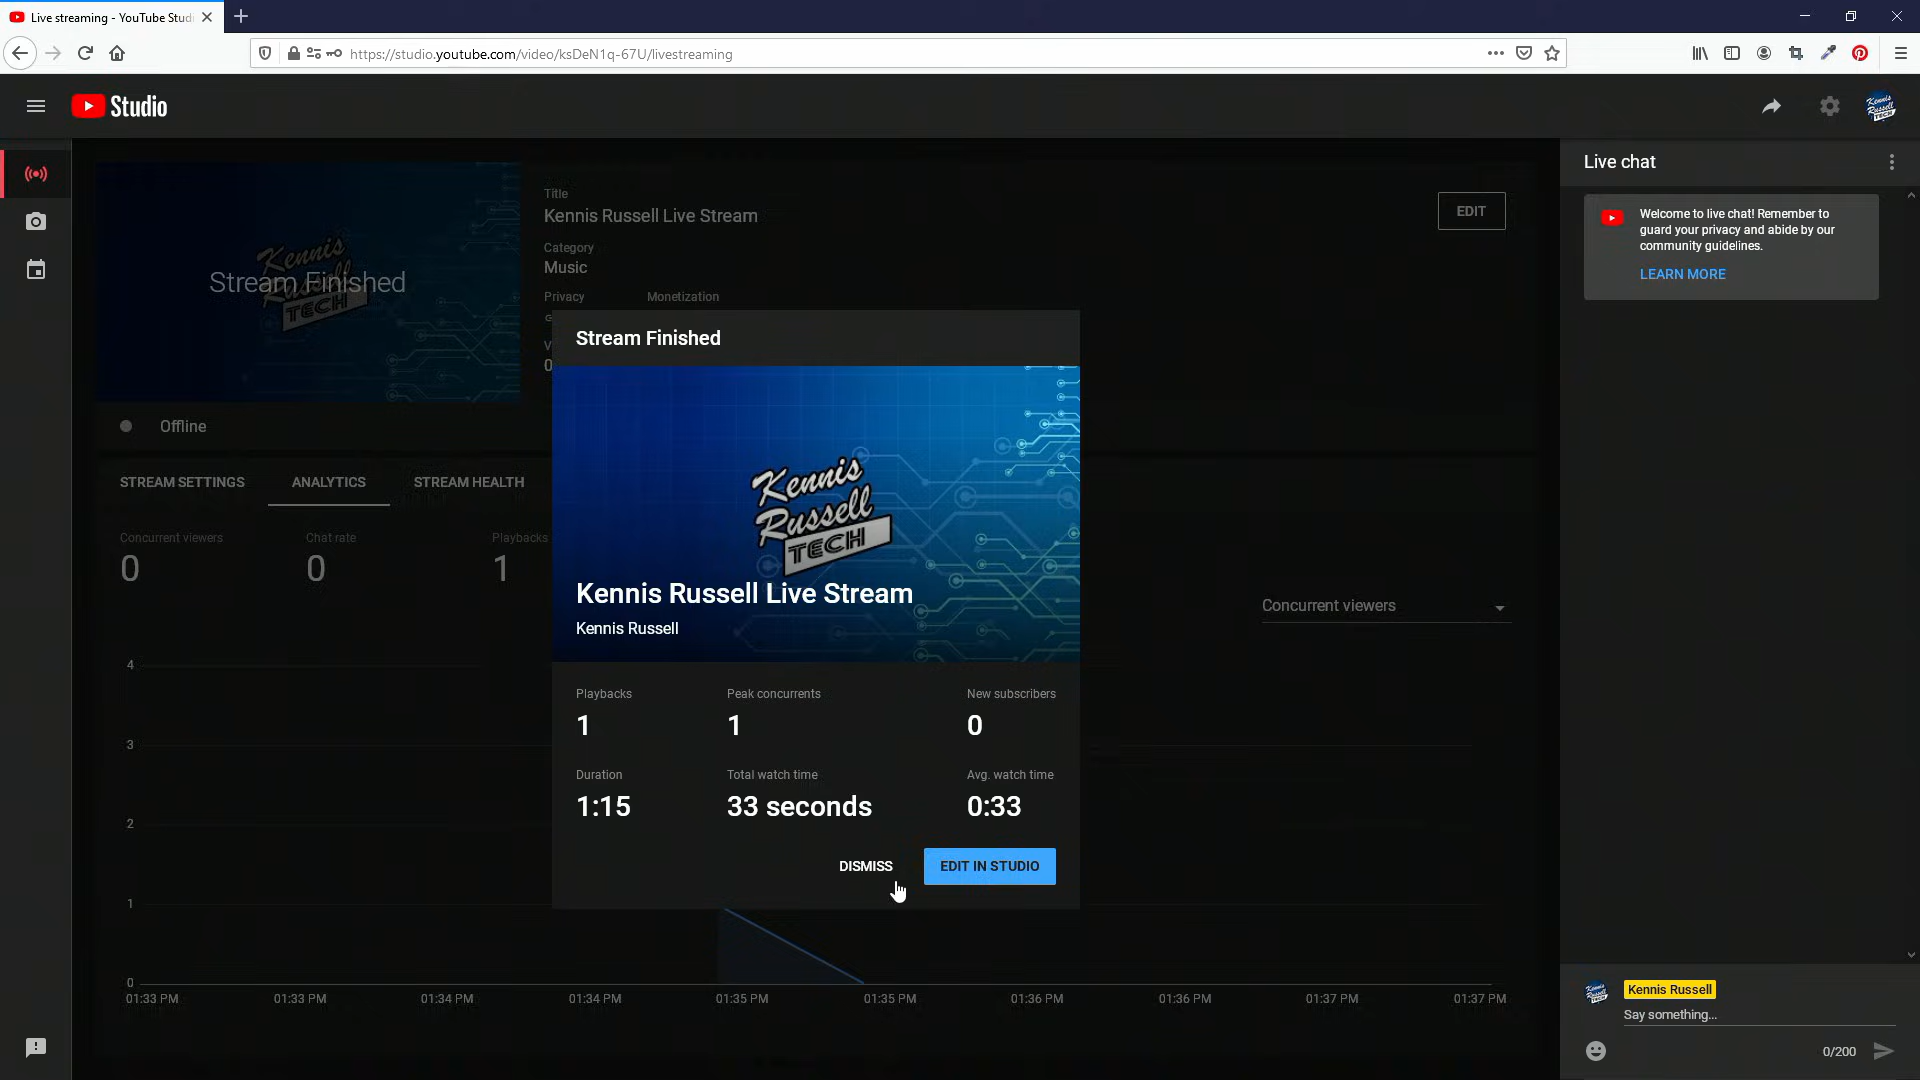 Live streaming - YouTube Stud
https://studio.youtube.com/video/ksDeN1q-67U/livestreaming
Studio
Kennis Russell TECH
Stream Finished
Title
Kennis Russell Live Stream
Category
Music
Privacy
Monetization
EDIT
Offline
STREAM SETTINGS
ANALYTICS
STREAM HEALTH
Concurrent viewers
0
Chat rate
0
Playbacks
1
Concurrent viewers
4
3
2
1
0
01:33 PM
01:33 PM
01:34 PM
01:34 PM
01:35 PM
01:35 PM
01:36 PM
01:36 PM
01:37 PM
01:37 PM
Stream Finished
Kennis
Russell
TECH
Kennis Russell Live Stream
Kennis Russell
Playbacks
1
Peak concurrents
1
New subscribers
0
Duration
1:15
Total watch time
33 seconds
Avg. watch time
0:33
DISMISS
EDIT IN STUDIO
Live chat
Welcome to live chat! Remember to
guard your privacy and abide by our
community guidelines.
LEARN MORE
Kennis Russell
Say something...
0/200